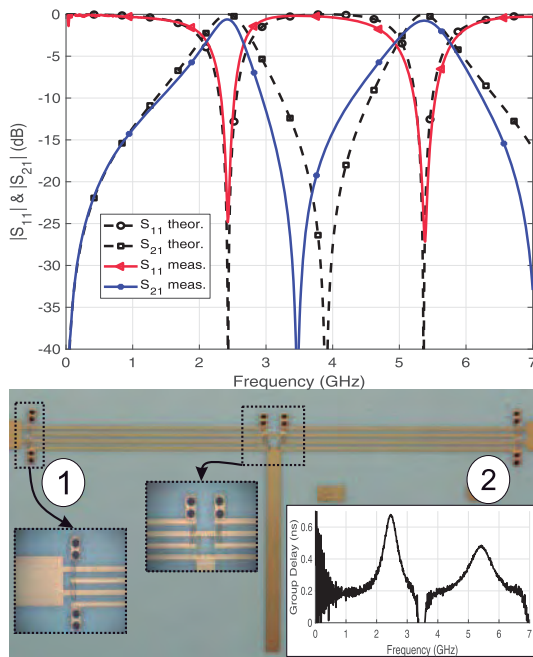 0
-5
-10
-15
-20
-25
-30
-35
-40
|S11| & |S21| (dB)
S11 theor.
S21 theor.
S11 meas.
S21 meas.
0 1 2 3 4 5 6 7
Frequency (GHz)
1
2
0.6
0.4
0.2
0
Group Delay (ns)
0 1 2 3 4 5 6 7
Frequency (GHz)